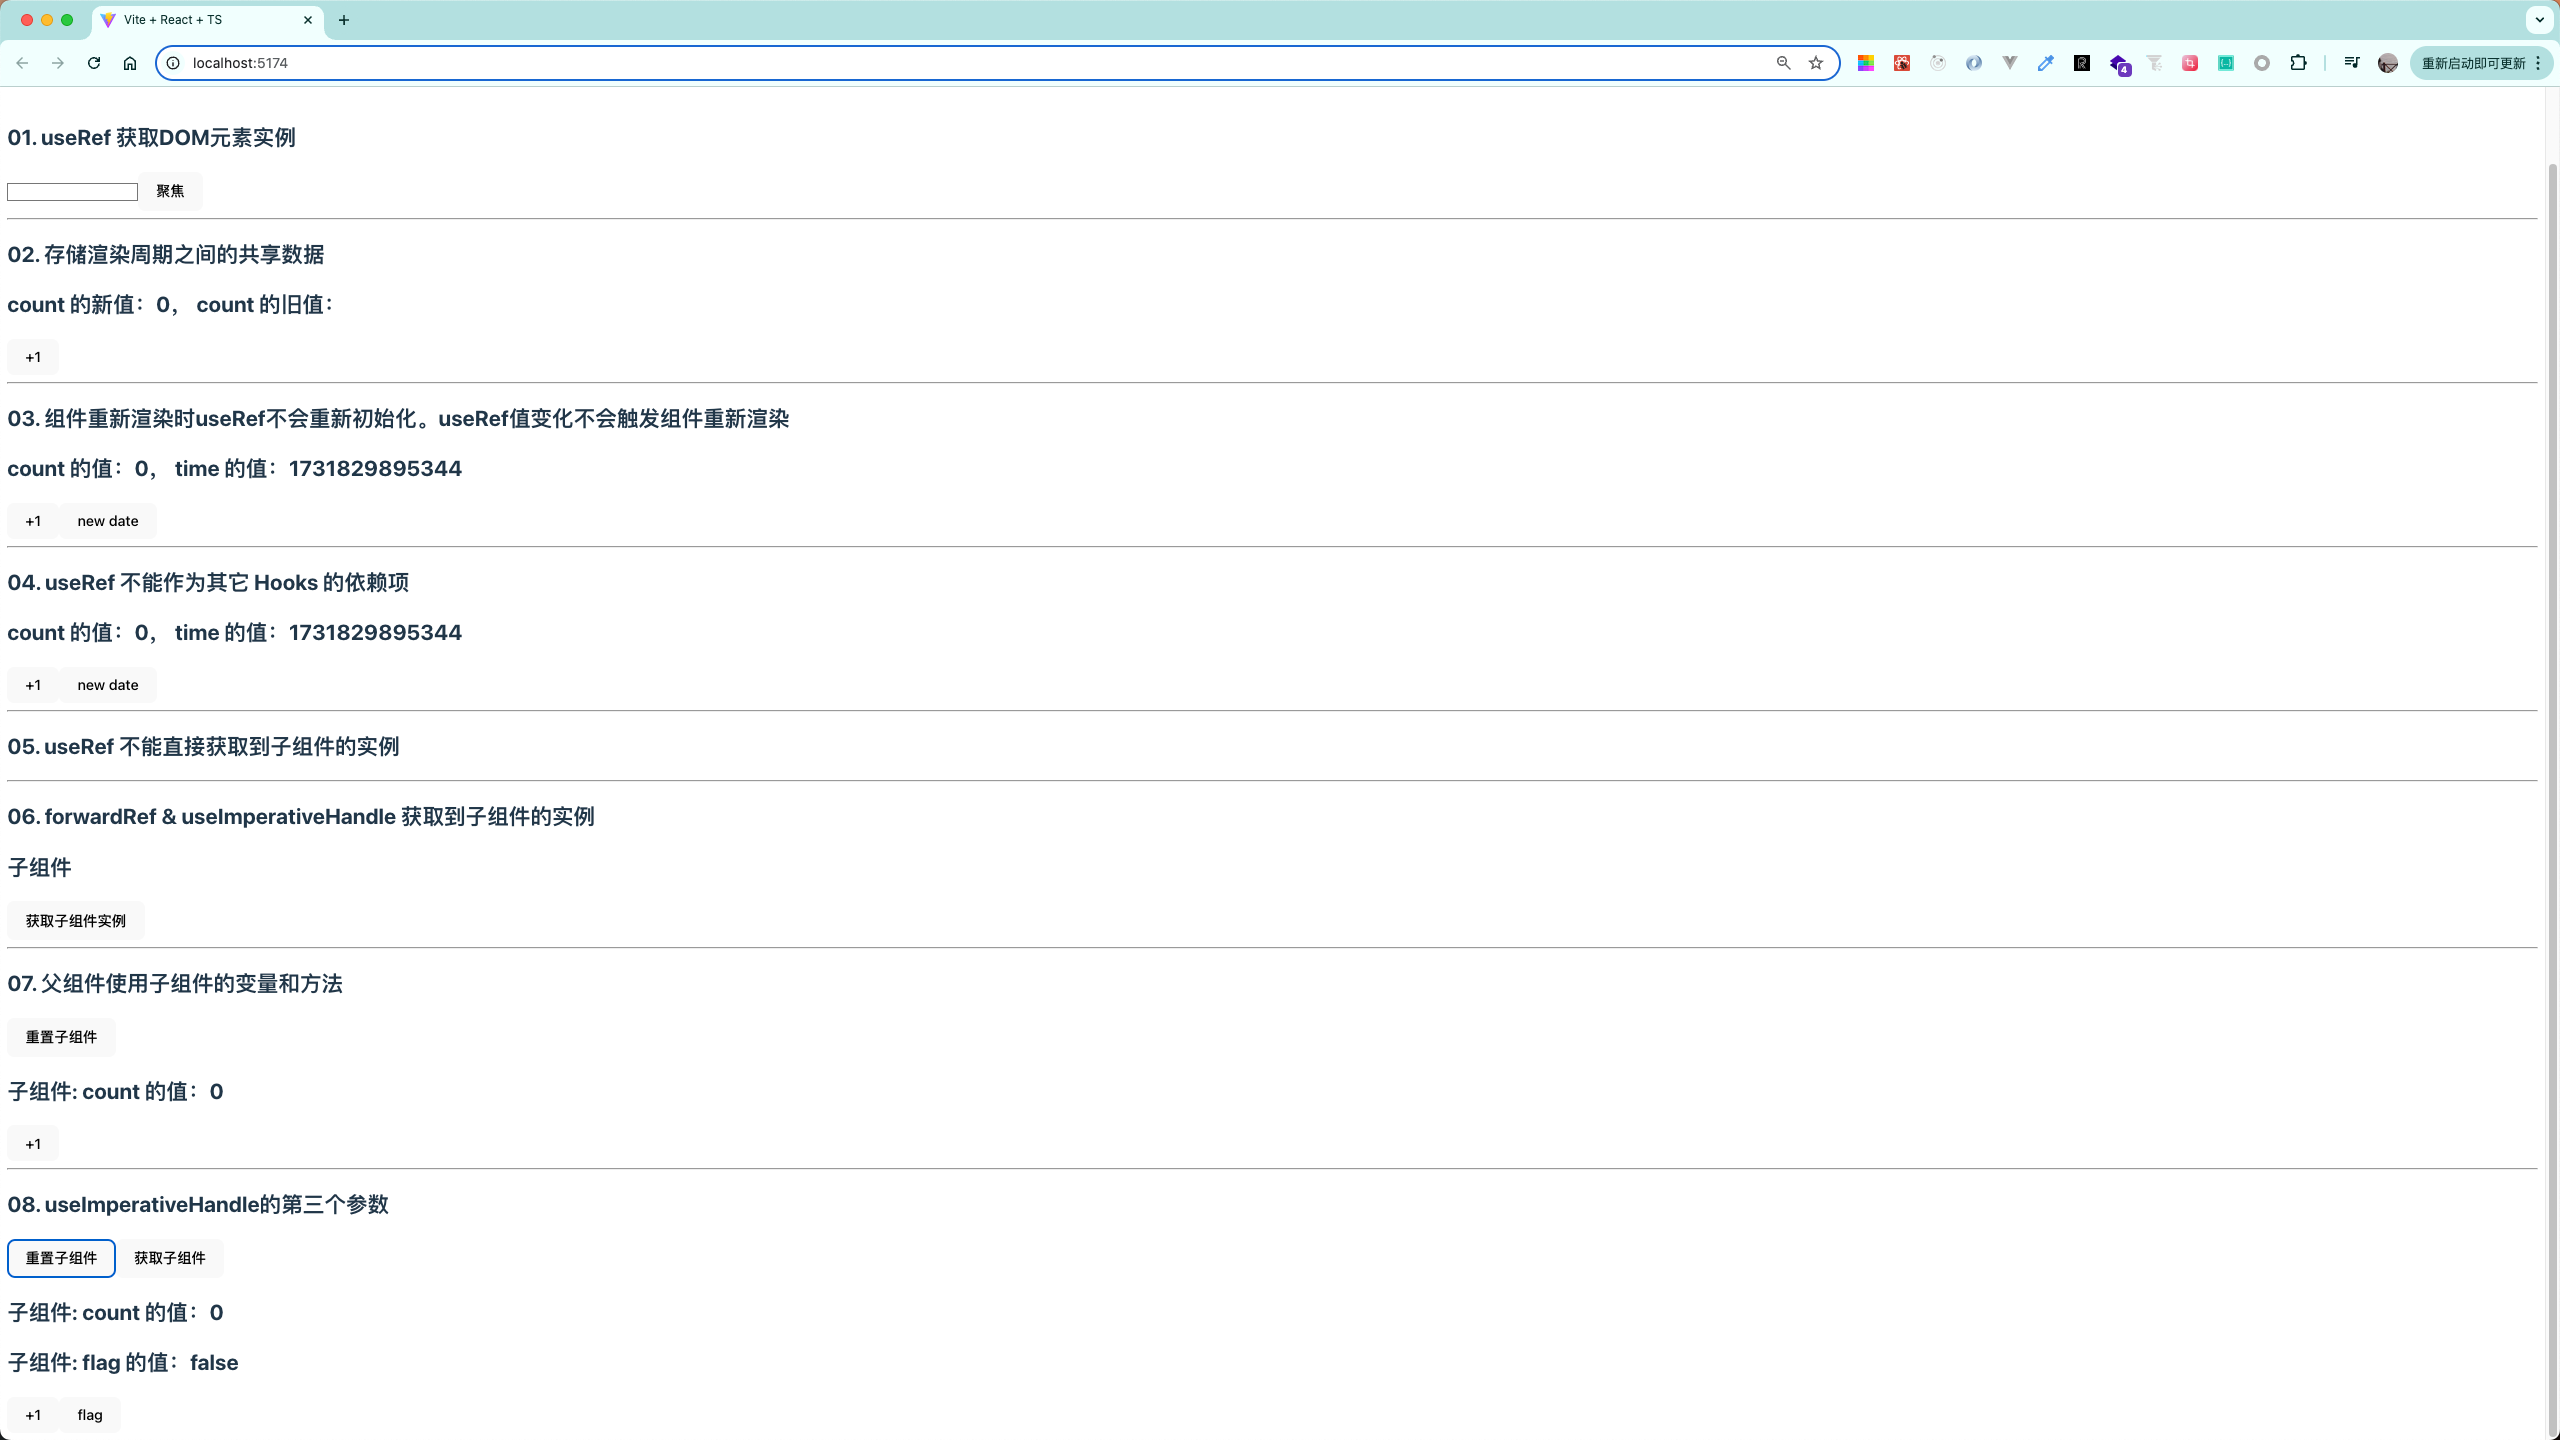 Vite + React + TS
localhost:5174
4
重新启动即可更新
01. useRef 获取DOM元素实例
聚焦
02. 存储渲染周期之间的共享数据
count 的新值：0， count 的旧值：
+1
03. 组件重新渲染时useRef不会重新初始化。useRef值变化不会触发组件重新渲染
count 的值：0， time 的值：1731829895344
+1 new date
04. useRef 不能作为其它 Hooks 的依赖项
count 的值：0， time 的值：1731829895344
+1 new date
05. useRef 不能直接获取到子组件的实例
06. forwardRef & useImperativeHandle 获取到子组件的实例
子组件
获取子组件实例
07. 父组件使用子组件的变量和方法
重置子组件
子组件: count 的值：0
+1
08. useImperativeHandle的第三个参数
重置子组件 获取子组件
子组件: count 的值：0
子组件: flag 的值：false
+1 flag